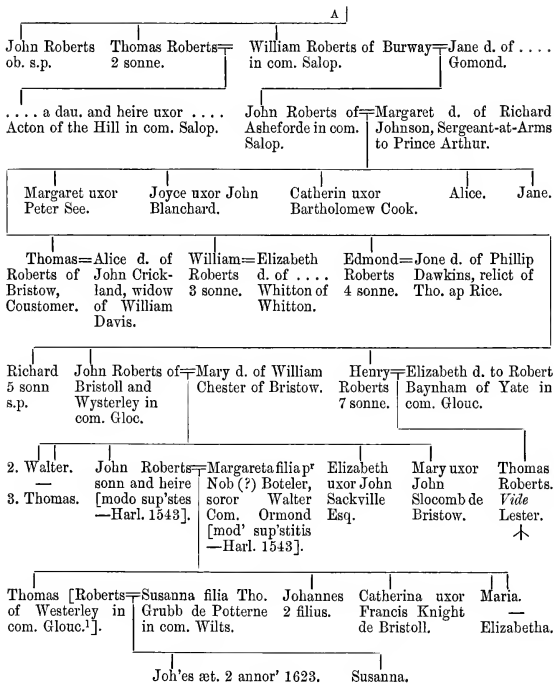 A
John Roberts
ob. s.p.
Thomas Roberts=
2 sonne.
William Roberts of Burway=Jane d. of . . . .
in com. Salop. Gomond.
. . . . a dau. and heire uxor . . . .
Acton of the Hill in com. Salop.
John Roberts of=Margaret d. of Richard
Asheforde in com. Johnson, Sergeant-at-Arms
Salop. to Prince Arthur.
Margaret uxor
Peter See.
Joyce uxor John
Blanchard.
Catherin uxor
Bartholomew Cook.
Alice.
Jane.
Thomas=Alice d. of
Roberts of John Crick-
Bristow, land, widow
Coustomer. of William
Davis.
William=Elizabeth
Roberts d. of . . . .
3 sonne. Whitton of
Whitton.
Edmond=Jone d. of Phillip
Roberts Dawkins, relict of
4 sonne. Tho. ap Rice.
Richard
5 sonn
s.p.
John Roberts of=Mary d. of William
Bristoll and Chester of Bristow.
Wysterley in
com. Gloc.
Henry=Elizabeth d. to Robert
Roberts Baynham of Yate in
7 sonne. com. Glouc.
2. Walter.
—
3. Thomas.
John Roberts=Margareta filia pr
sonn and heire Nob (?) Boteler,
[modo sup'stes soror Walter
—Harl. 1543]. Com. Ormond
[mod' sup'stitis
—Harl. 1543].
Elizabeth
uxor John
Sackville
Esq.
Mary uxor
John
Slocomb de
Bristow.
Thomas
Roberts.
Vide
Lester.
Thomas [Roberts=Susanna filia Tho.
of Westerley in Grubb de Potterne
com. Glouc.1]. in com. Wilts.
Johannes
2 filius.
Catherina uxor
Francis Knight
de Bristoll.
Maria.
—
Elizabetha.
Joh'es æt. 2 annor' 1623.
Susanna.